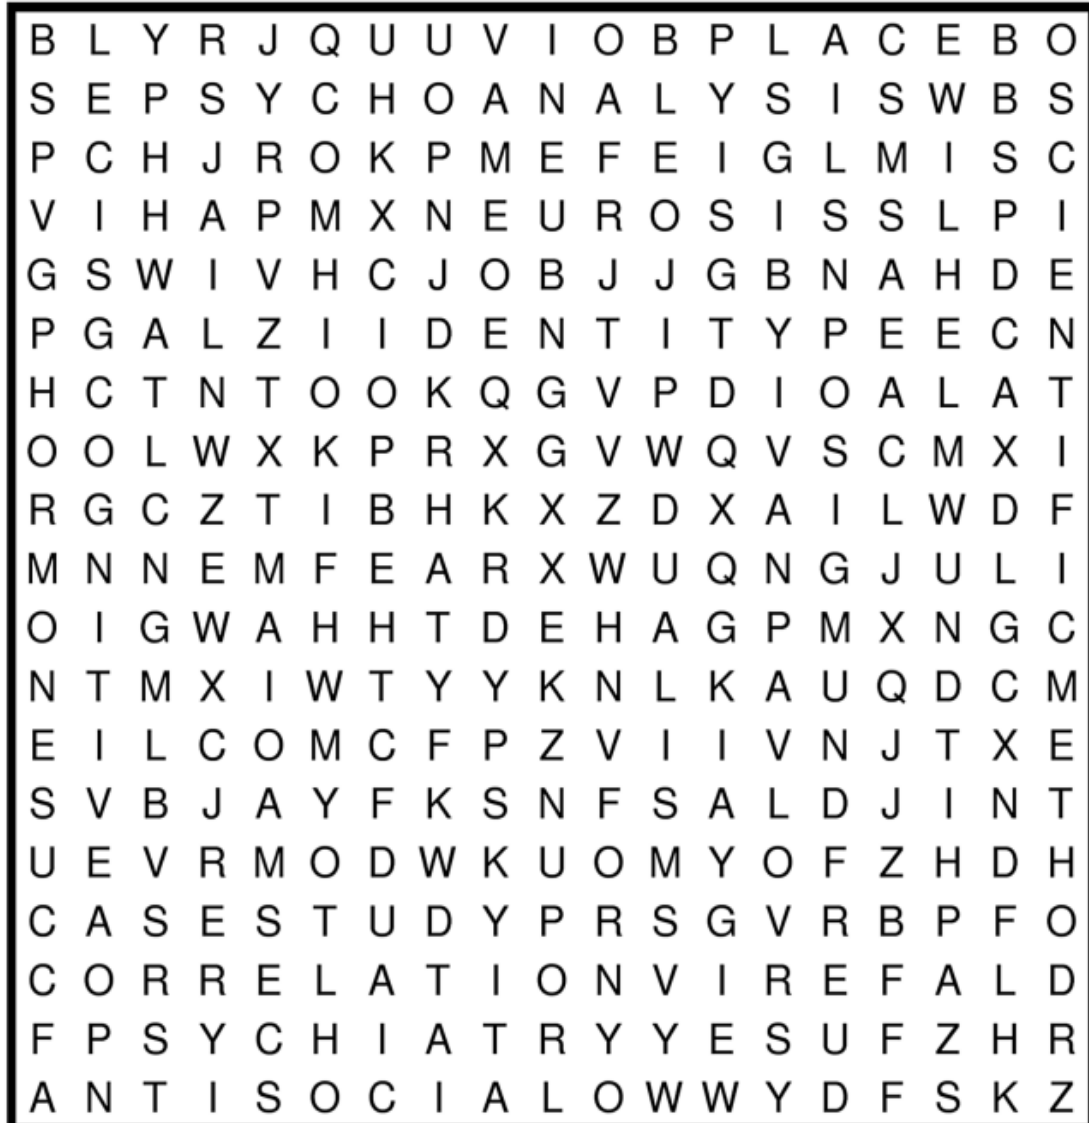 B L Y R J Q U U V I O B P L A C E B O
S E P S Y C H O A N A L Y S I S W B S
P C H J R O K P M E F E I G L M I S C
V I H A P M X N E U R O S I S S L P I
G S W I V H C J O B J J G B N A H D E
P G A L Z I I D E N T I T Y P E E C N
H C T N T O O K Q G V P D I O A L A T
O O L W X K P R X G V W Q V S C M X I
R G C Z T I B H K X Z D X A I L W D F
M N N E M F E A R X W U Q N G J U L I
O I G W A H H T D E H A G P M X N G C
N T M X I W T Y Y K N L K A U Q D C M
E I L C O M C F P Z V I I V N J T X E
S V B J A Y F K S N F S A L D J I N T
U E V R M O D W K U O M Y O F Z H D H
C A S E S T U D Y P R S G V R B P F O
C O R R E L A T I O N V I R E F A L D
F P S Y C H I A T R Y Y E S U F Z H R
A N T I S O C I A L O W W Y D F S K Z